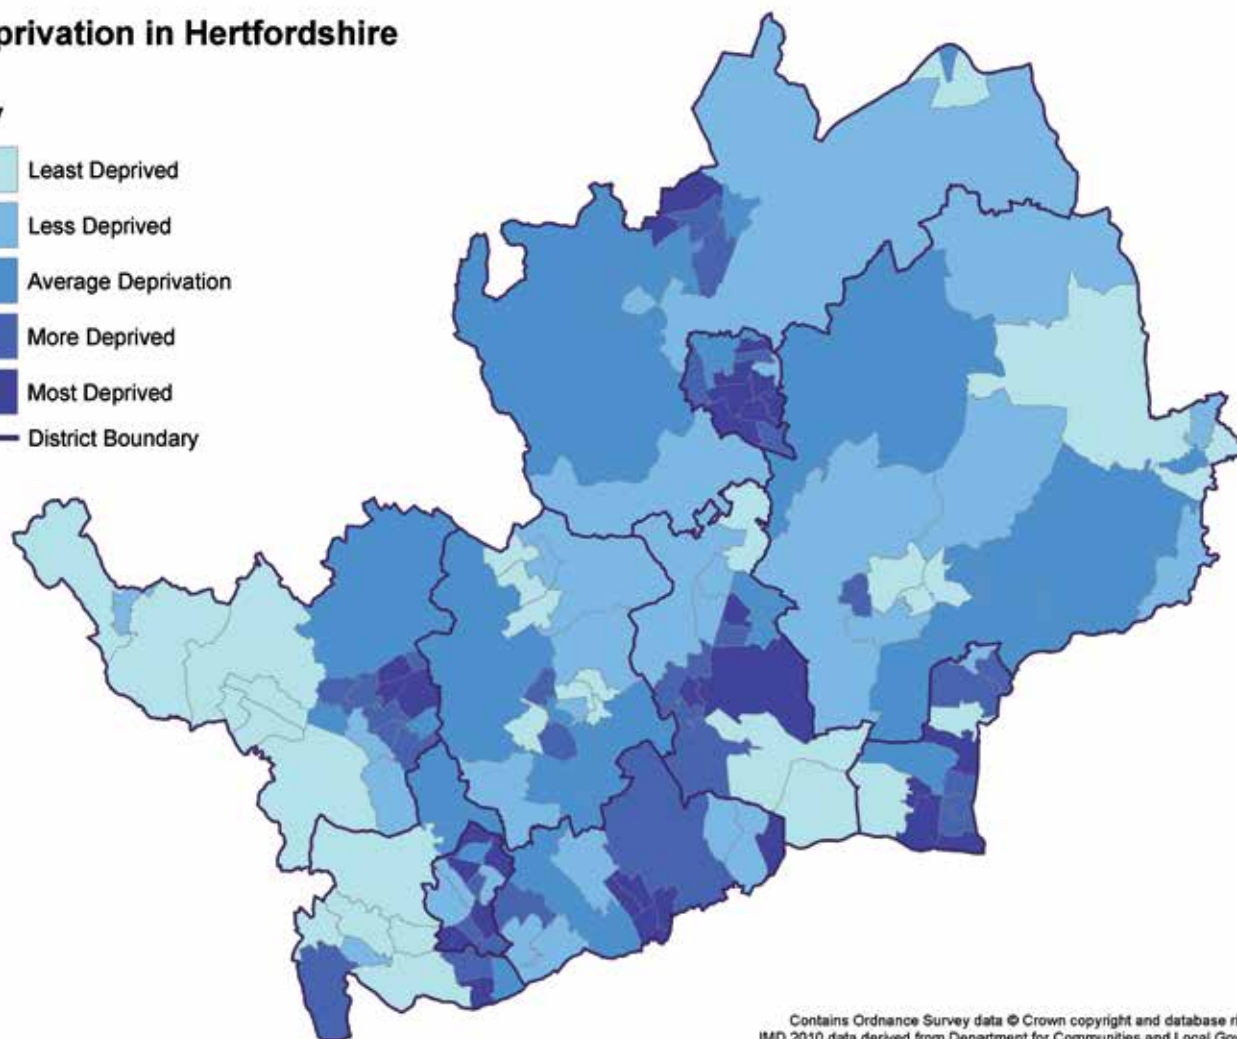 privation in Hertfordshire
y
Least Deprived
Less Deprived
Average Deprivation
More Deprived
Most Deprived
District Boundary
Contains Ordnance Survey data © Crown copyright and database ri
IMD 2010 data derived from Department for Communities and Local Gov